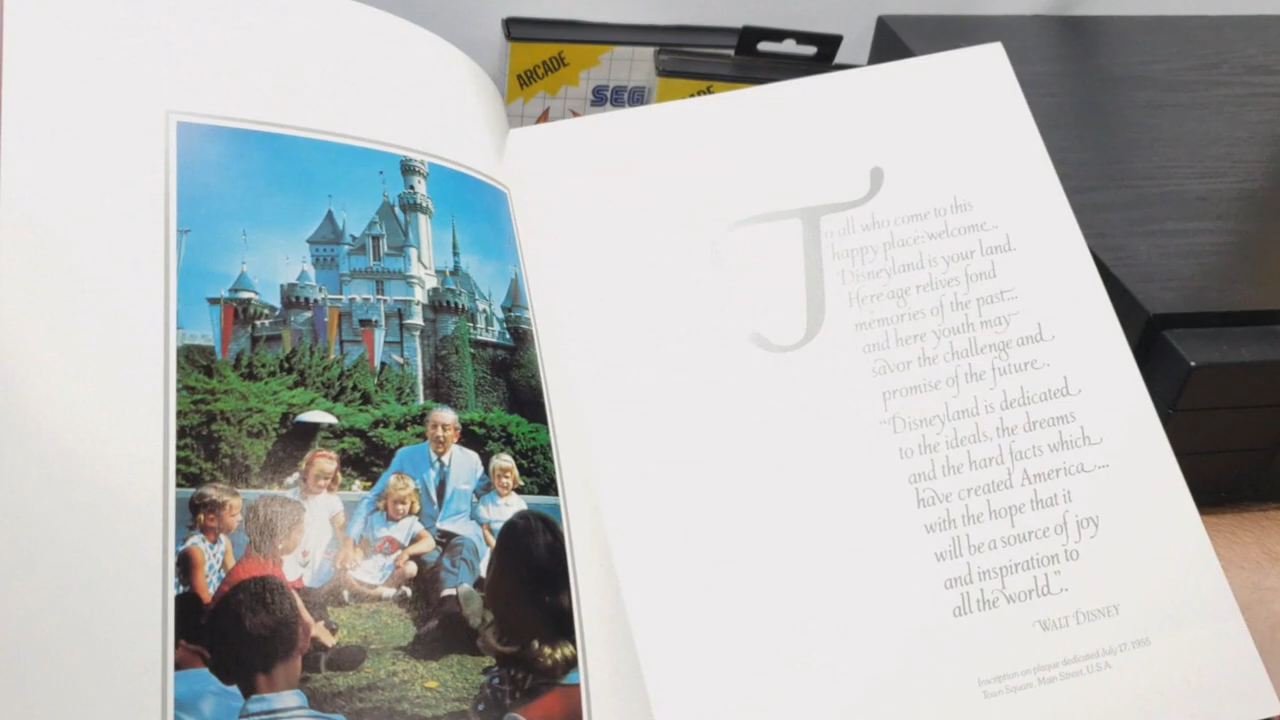 ARCADE
SEG
ADE
To all who come to this
happy place: welcome.
Disneyland is your land.
Here age relives fond
memories of the past...
and here youth may
savor the challenge and
promise of the future.
"Disneyland is dedicated
to the ideals, the dreams
and the hard facts which
have created America...
with the hope that it
will be a source of joy
and inspiration to
all the world".
WALT DISNEY
Inscription on plaque dedicated July 17, 1955
Town Square, Main Street, U.S.A.